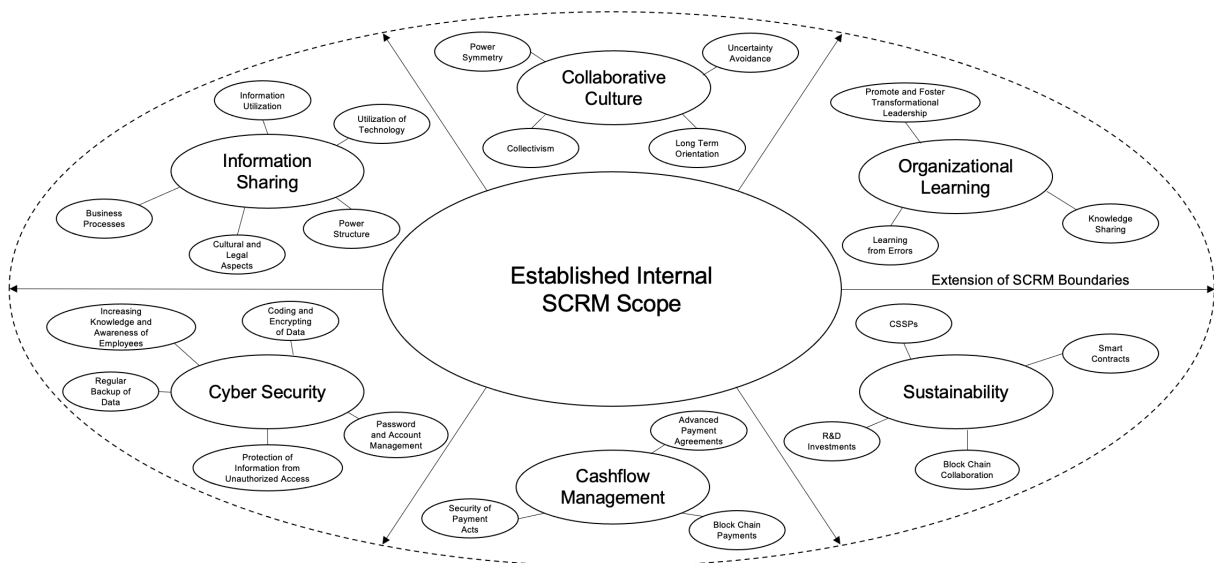 Power
Symmetry
Uncertainty
Avoidance
Collaborative
Culture
Collectivism
Long Term
Orientation
Information
Utilization
Utilization of
Technology
Information
Sharing
Business
Processes
Cultural and
Legal
Aspects
Power
Structure
Promote and Foster
Transformational
Leadership
Organizational
Learning
Learning
from Errors
Knowledge
Sharing
Established Internal
SCRM Scope
Extension of SCRM Boundaries
Increasing
Knowledge and
Awareness of
Employees
Coding and
Encrypting
of Data
Cyber Security
Regular
Backup of
Data
Password
and Account
Management
Protection of
Information from
Unauthorized Access
Advanced
Payment
Agreements
Cashflow
Management
Security of
Payment
Acts
Block Chain
Payments
CSSPs
Smart
Contracts
Sustainability
R&D
Investments
Block Chain
Collaboration